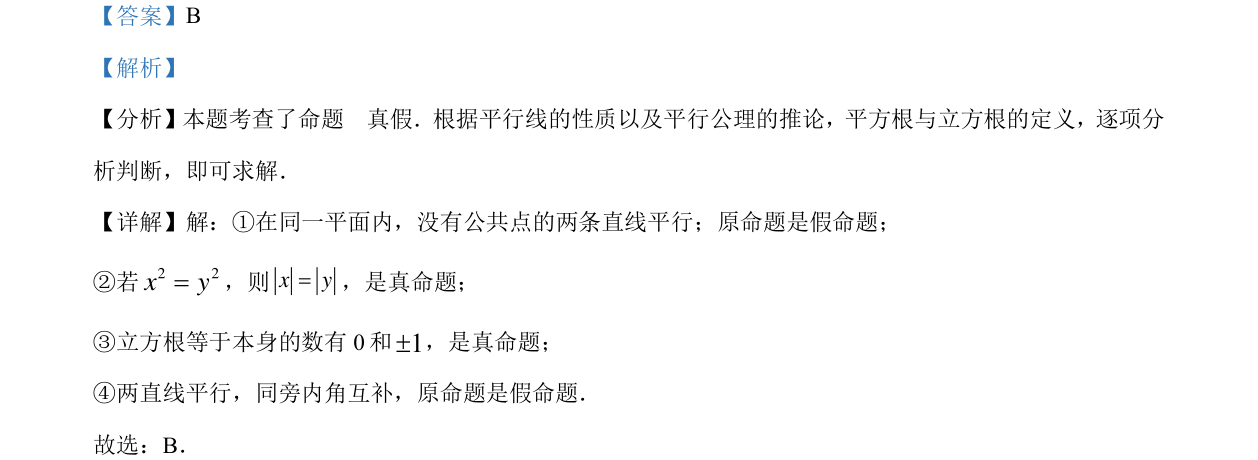 【答案】B
【解析】
【分析】本题考查了命题　真假．根据平行线的性质以及平行公理的推论，平方根与立方根的定义，逐项分
析判断，即可求解．
【详解】解：①在同一平面内，没有公共点的两条直线平行；原命题是假命题；
②若 x² = y²，则|x|=|y|，是真命题；
③立方根等于本身的数有 0 和 ±1，是真命题；
④两直线平行，同旁内角互补，原命题是假命题．
故选：B．